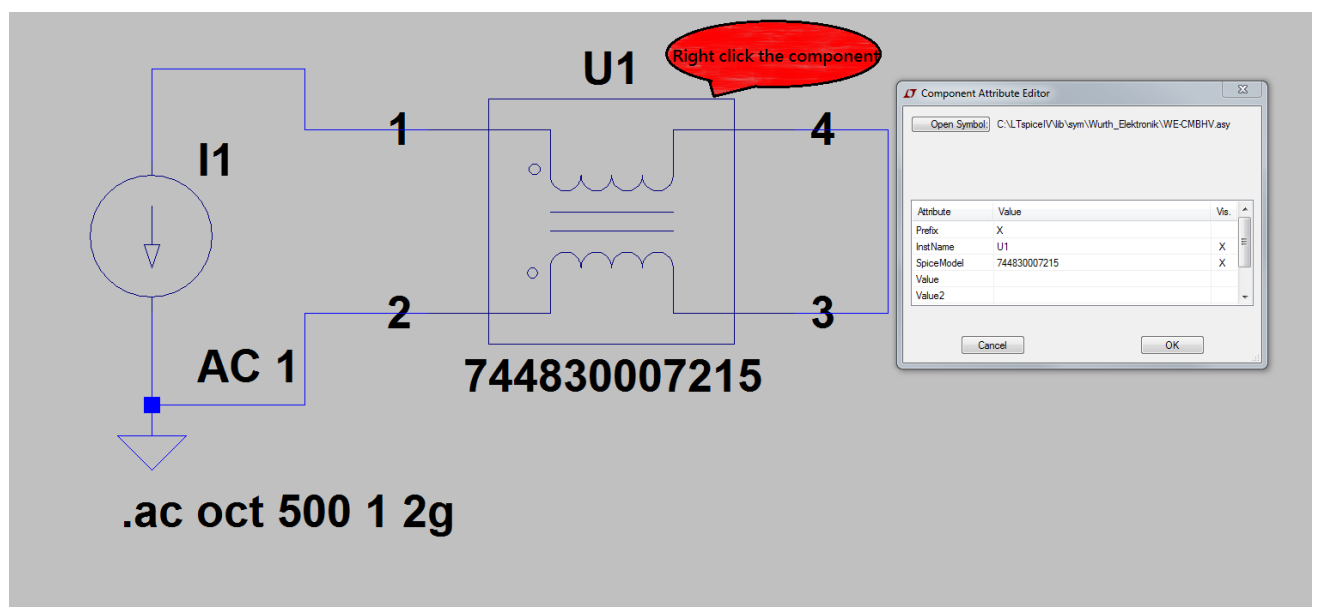 U1
Right click the component
1
4
I1
2
3
AC 1
744830007215
.ac oct 500 1 2g
Component Attribute Editor
Open Symbol: C:\LTspiceIV\lib\sym\Wurth_Elektronik\WE-CMBHV.asy
Attribute Value Vis.
Prefix X
InstName U1 X
SpiceModel 744830007215 X
Value
Value2
Cancel OK